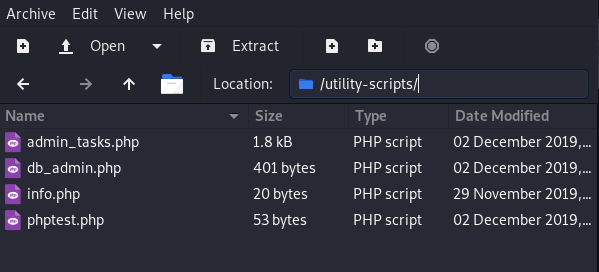 Archive Edit View Help
Open Extract
Location: /utility-scripts/
Name Size Type Date Modified
admin_tasks.php 1.8 kB PHP script 02 December 2019,...
db_admin.php 401 bytes PHP script 02 December 2019,...
info.php 20 bytes PHP script 29 November 2019,...
phptest.php 53 bytes PHP script 02 December 2019,...